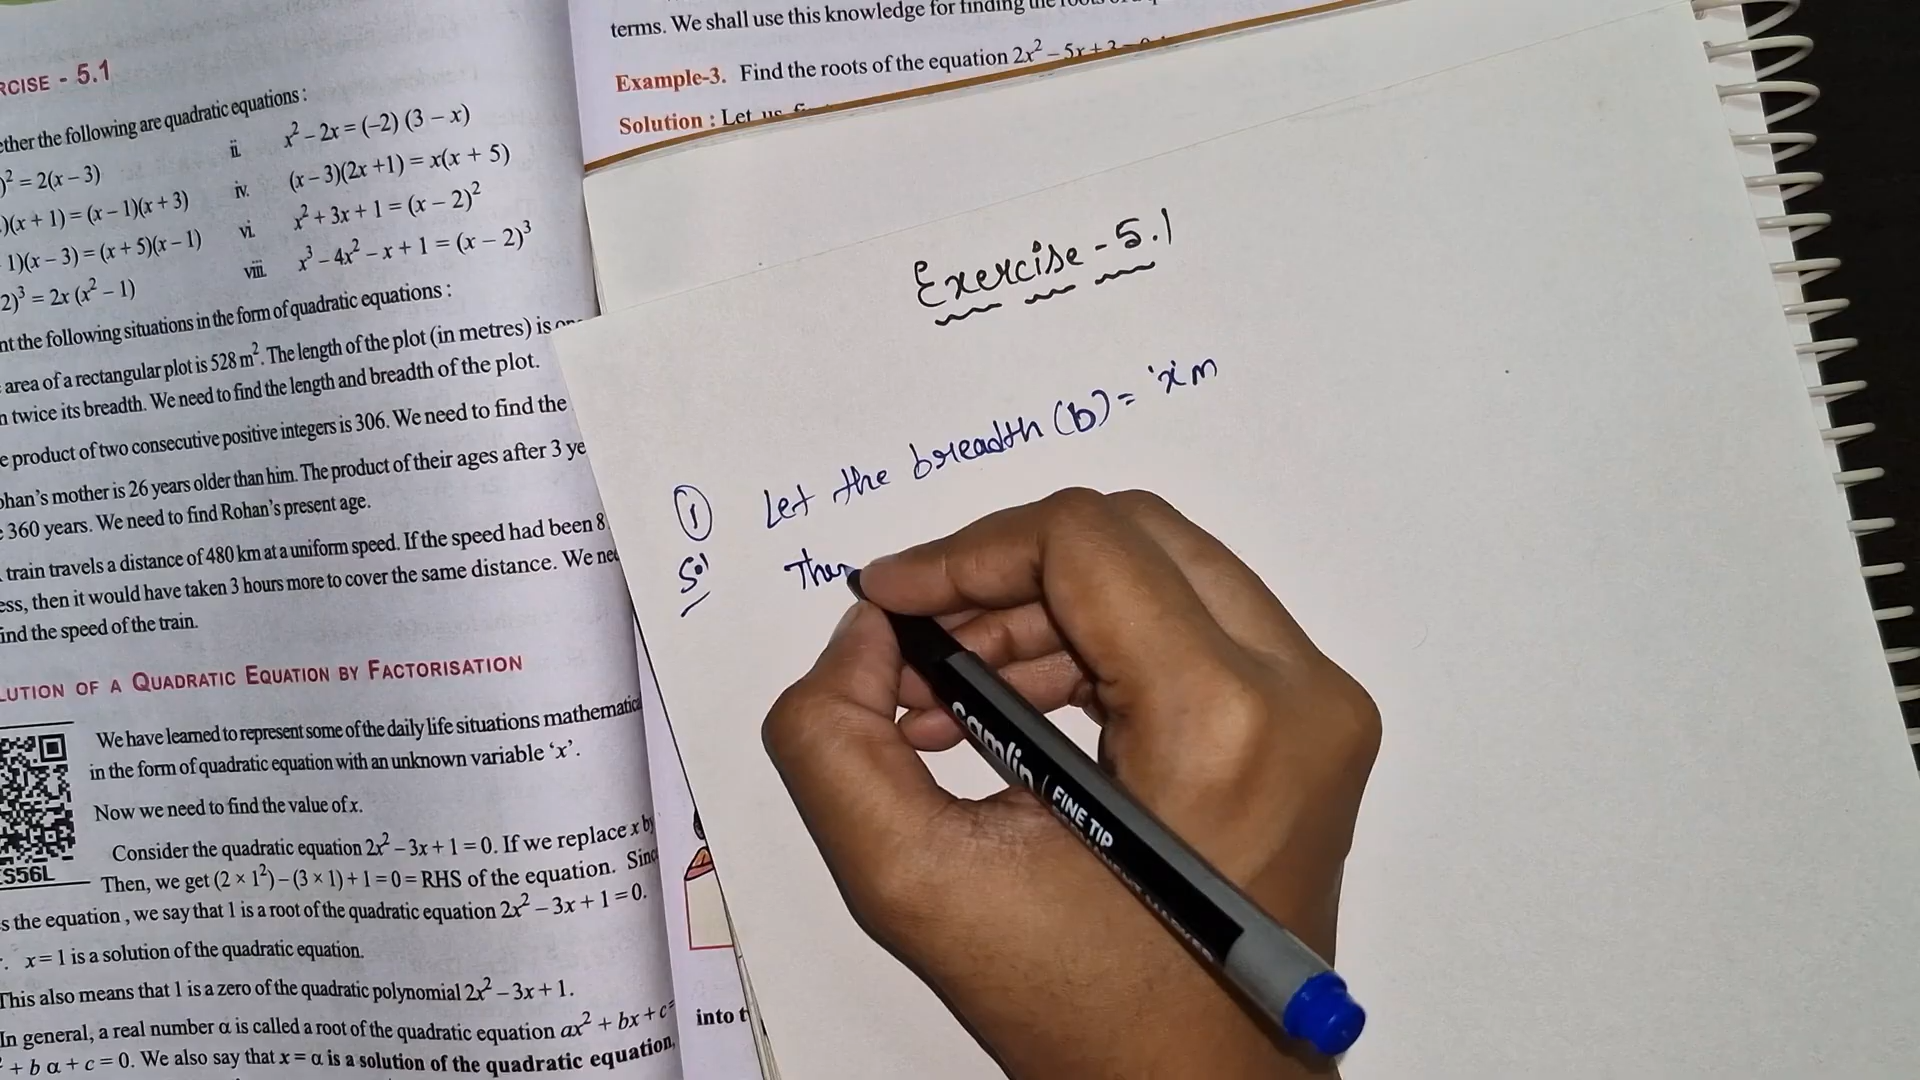 RCISE - 5.1
ether the following are quadratic equations :
)² = 2(x – 3)
ii. x² – 2x = (–2) (3 – x)
)(x + 1) = (x – 1)(x + 3)
iv. (x – 3)(2x +1) = x(x + 5)
1)(x – 3) = (x + 5)(x – 1)
vi. x² + 3x + 1 = (x – 2)²
2)³ = 2x (x² – 1)
viii. x³ – 4x² – x + 1 = (x – 2)³
nt the following situations in the form of quadratic equations :
area of a rectangular plot is 528 m². The length of the plot (in metres) is
n twice its breadth. We need to find the length and breadth of the plot.
e product of two consecutive positive integers is 306. We need to find the
ohan's mother is 26 years older than him. The product of their ages after 3 ye
360 years. We need to find Rohan's present age.
train travels a distance of 480 km at a uniform speed. If the speed had been 8
ess, then it would have taken 3 hours more to cover the same distance. We nee
ind the speed of the train.
LUTION OF A QUADRATIC EQUATION BY FACTORISATION
We have learned to represent some of the daily life situations mathematica
in the form of quadratic equation with an unknown variable ‘x’.
Now we need to find the value of x.
Consider the quadratic equation 2x² – 3x + 1 = 0. If we replace x by
S56L
Then, we get (2 × 1²) – (3 × 1) + 1 = 0 = RHS of the equation. Sinc
s the equation , we say that 1 is a root of the quadratic equation 2x² – 3x + 1 = 0.
∴ x = 1 is a solution of the quadratic equation.
This also means that 1 is a zero of the quadratic polynomial 2x² – 3x + 1.
In general, a real number α is called a root of the quadratic equation ax² + bx + c =
+ b α + c = 0. We also say that x = α is a solution of the quadratic equation,
terms. We shall use this knowledge for finding the
Example-3. Find the roots of the equation 2x² – 5x + 3 = 0
Solution : Let us
into t
Exercise - 5.1
① Let the breadth (b) = 'x' m
Sol Then
camlin | FINE TIP
PERMANENT MARKER